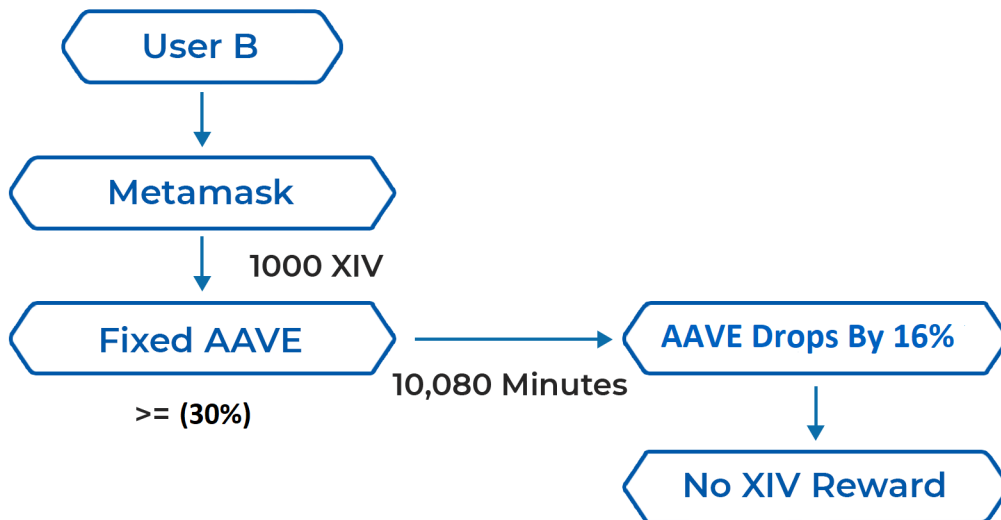 User B
Metamask
1000 XIV
Fixed AAVE
>= (30%)
10,080 Minutes
AAVE Drops By 16%
No XIV Reward